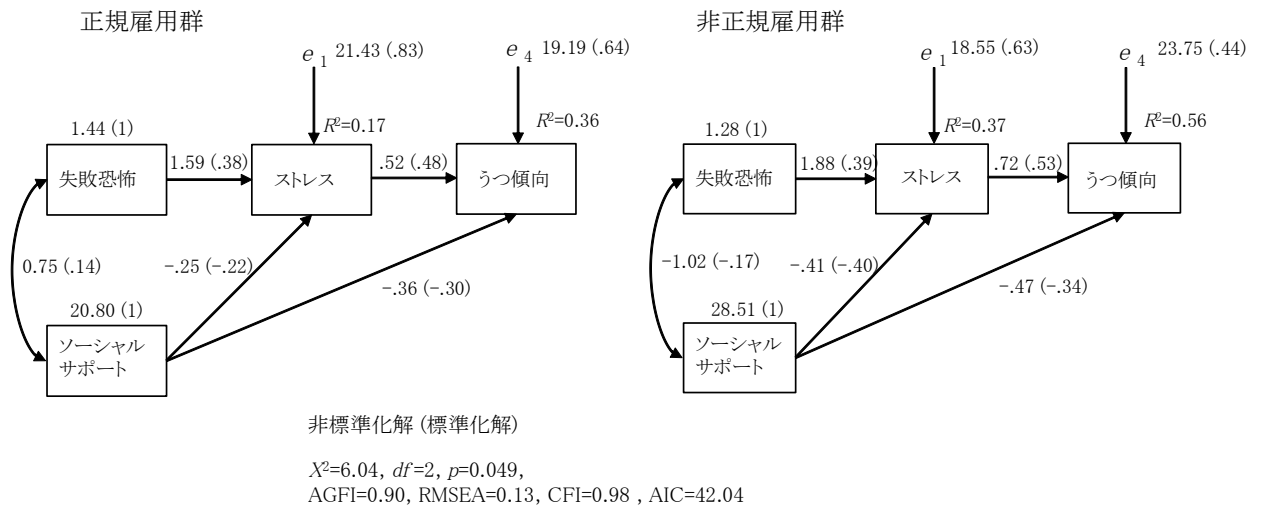 正規雇用群
e 1 21.43 (.83)
e 4 19.19 (.64)
R²=0.17
R²=0.36
1.44 (1)
失敗恐怖
1.59 (.38)
ストレス
.52 (.48)
うつ傾向
0.75 (.14)
-.25 (-.22)
-.36 (-.30)
20.80 (1)
ソーシャル
サポート
非正規雇用群
e 1 18.55 (.63)
e 4 23.75 (.44)
R²=0.37
R²=0.56
1.28 (1)
失敗恐怖
1.88 (.39)
ストレス
.72 (.53)
うつ傾向
-1.02 (-.17)
-.41 (-.40)
-.47 (-.34)
28.51 (1)
ソーシャル
サポート
非標準化解 (標準化解)
X²=6.04, df=2, p=0.049,
AGFI=0.90, RMSEA=0.13, CFI=0.98 , AIC=42.04